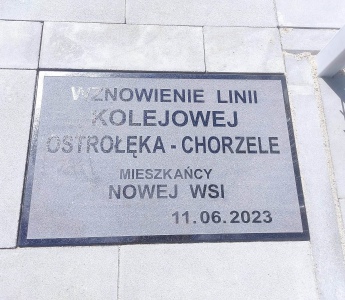 WZNOWIENIE LINII
KOLEJOWEJ
OSTROŁĘKA - CHORZELE
MIESZKAŃCY
NOWEJ WSI
11.06.2023